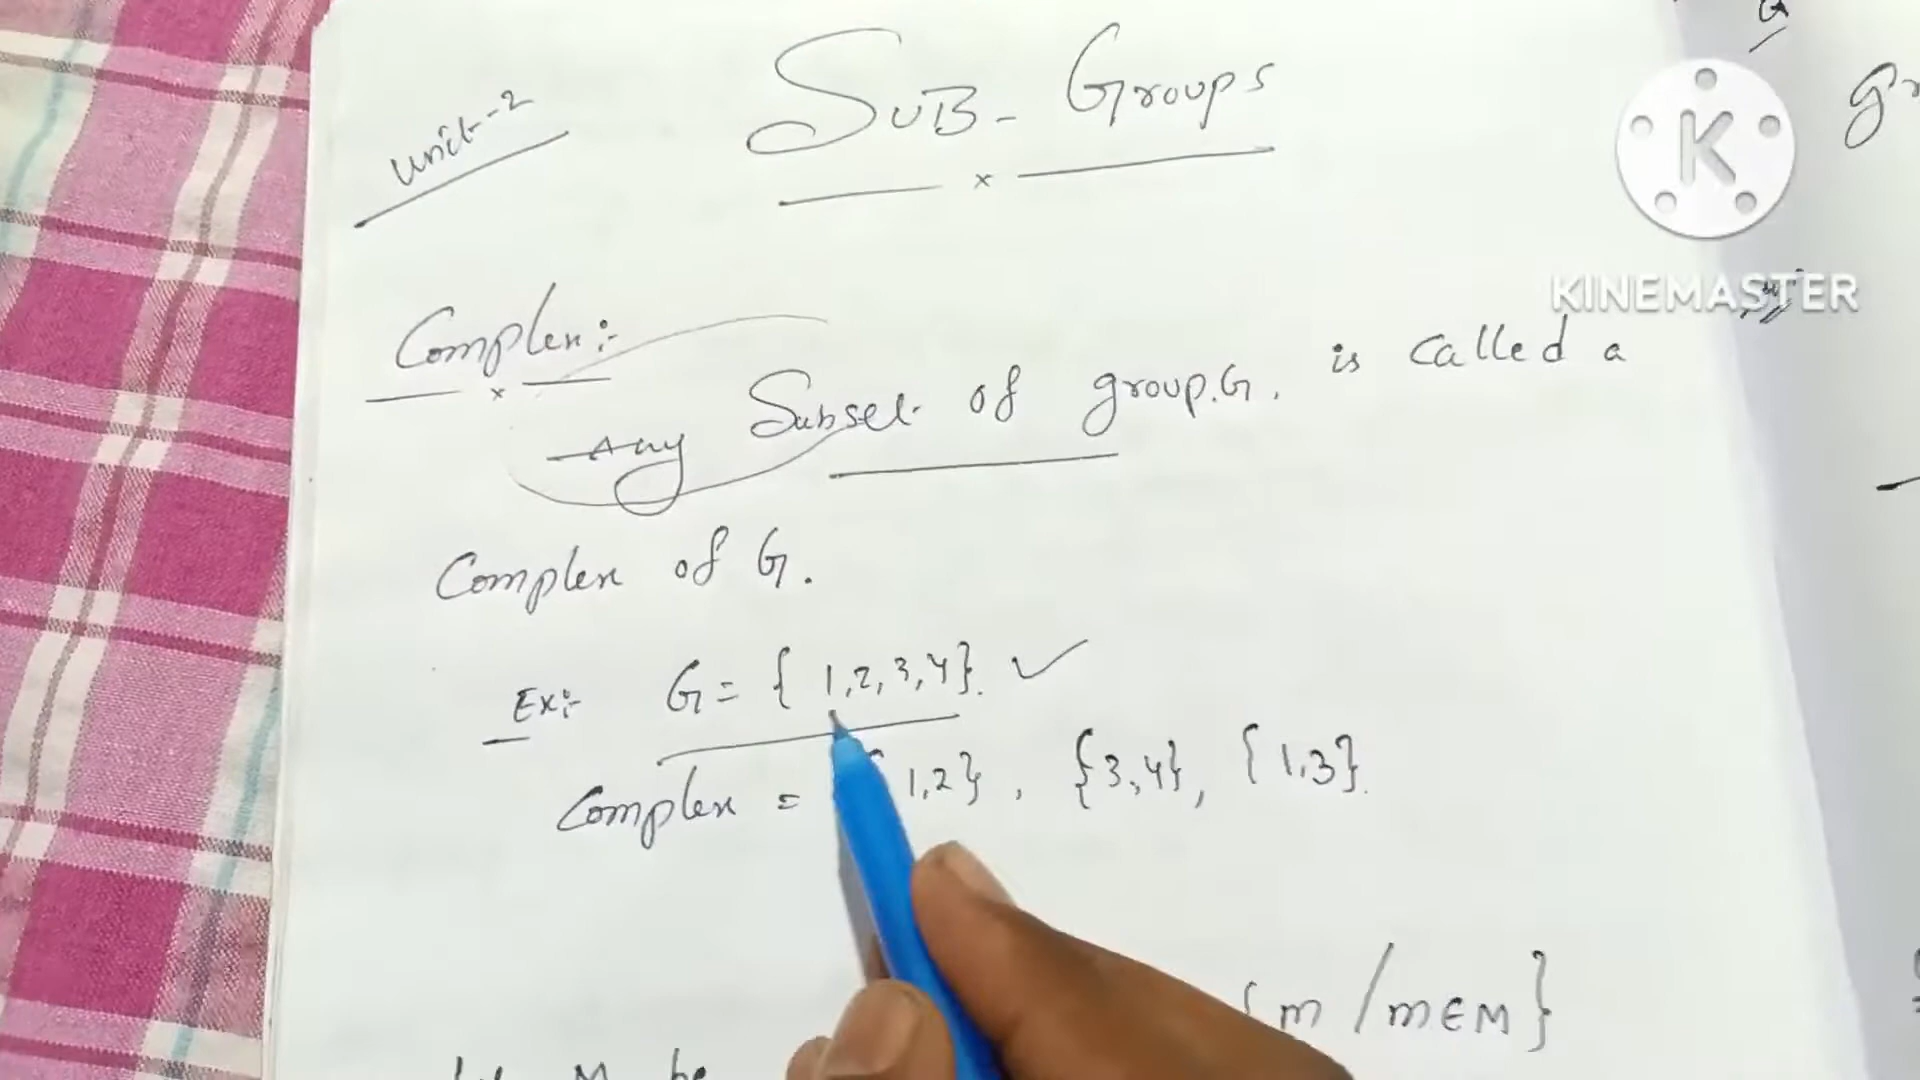 Unit-2
SUB-Groups
Complex:-
Any Subset of group.G. is called a
Complex of G.
Ex:- G = { 1,2,3,4}.
Complex = { 1,2} , {3,4}, { 1,3}.
{ m / m∈M}
M be
KINEMASTER